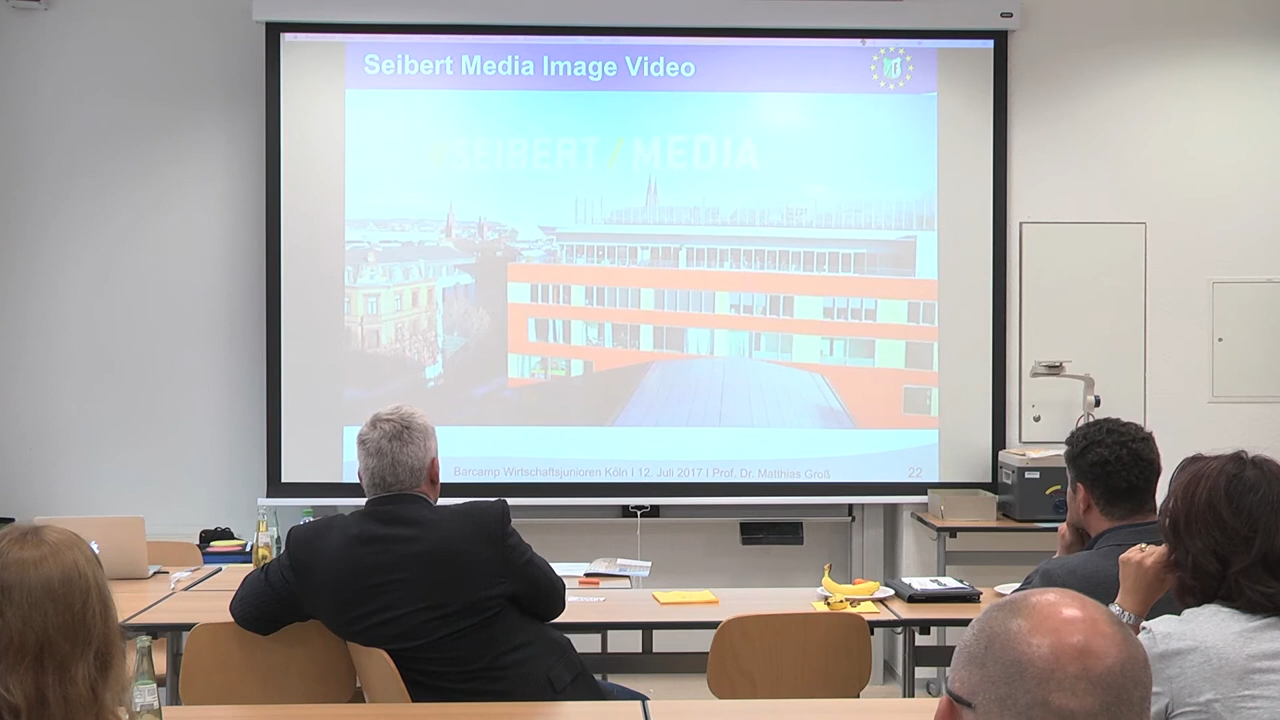 Seibert Media Image Video
SEIBERT / MEDIA
Barcamp Wirtschaftsjunioren Köln I 12. Juli 2017 I Prof. Dr. Matthias Groß
22